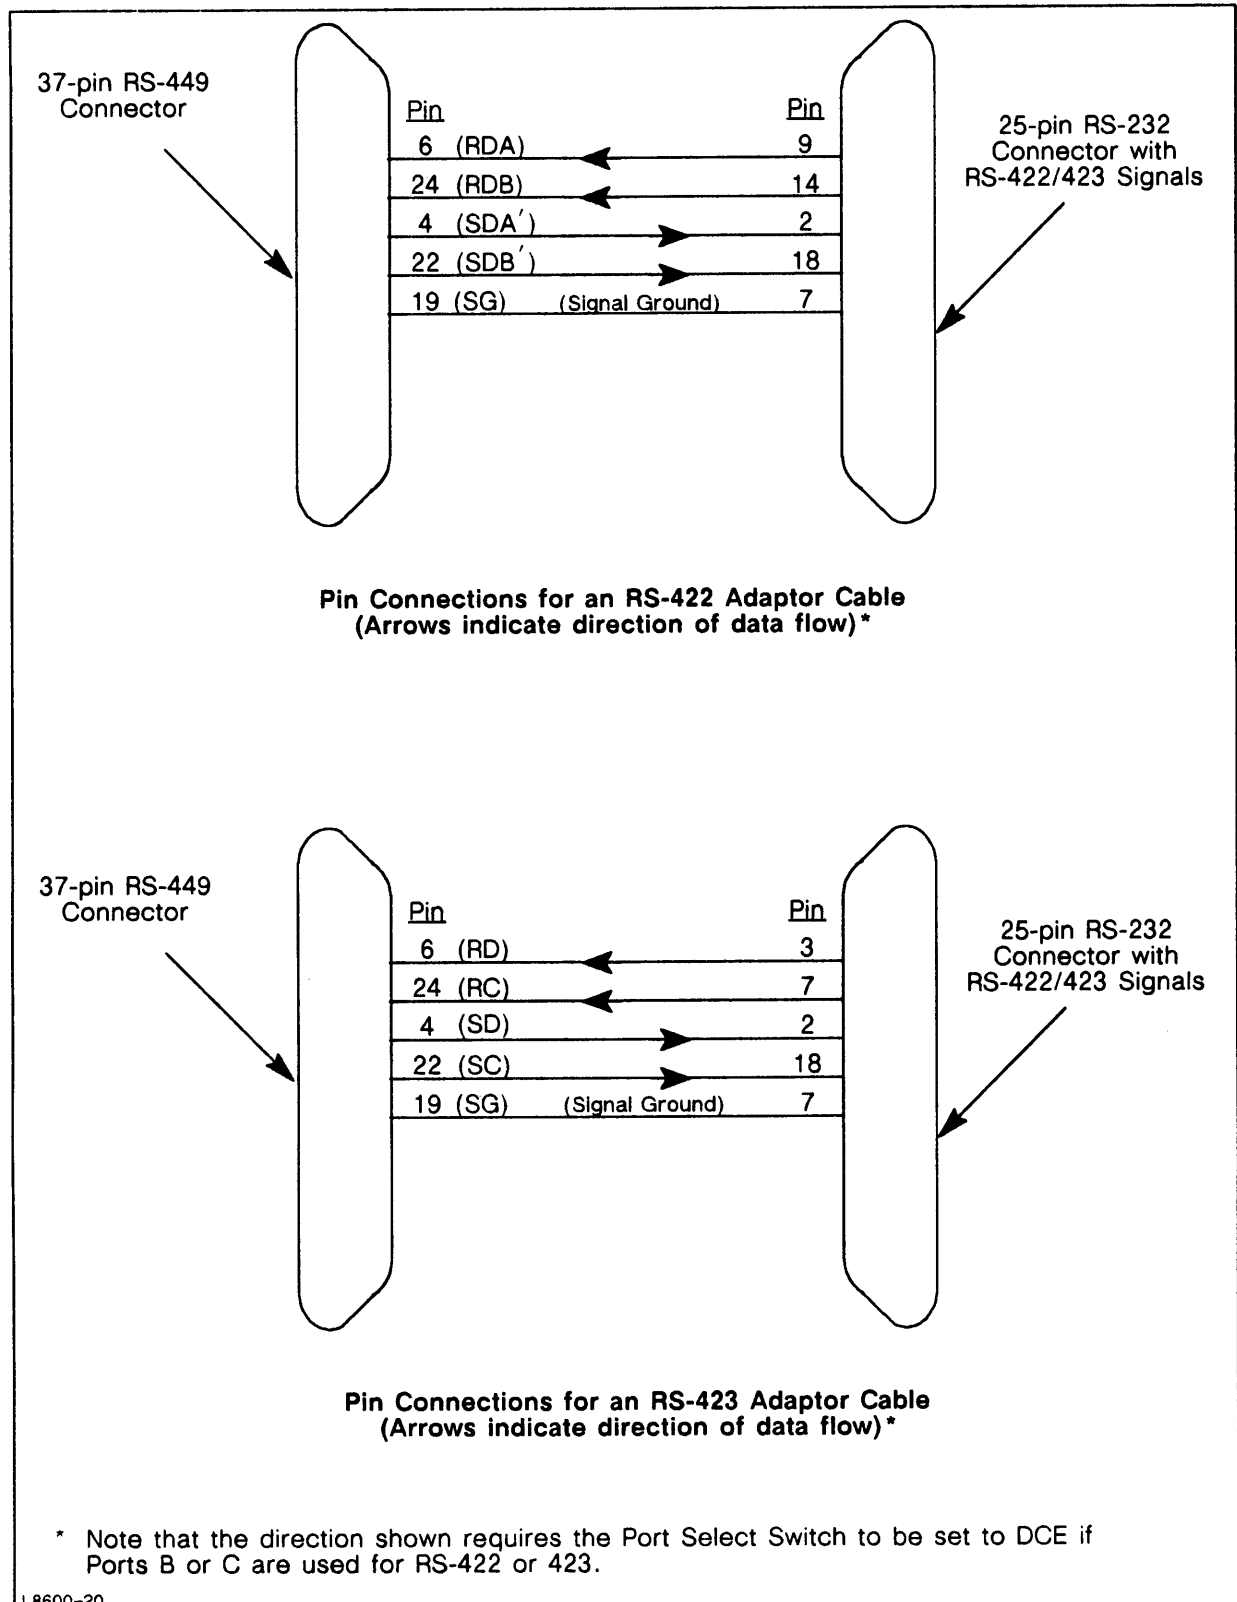 37-pin RS-449
Connector
25-pin RS-232
Connector with
RS-422/423 Signals
Pin Pin
6 (RDA) 9
24 (RDB) 14
4 (SDA′) 2
22 (SDB′) 18
19 (SG) (Signal Ground) 7
Pin Connections for an RS-422 Adaptor Cable
(Arrows indicate direction of data flow)*
37-pin RS-449
Connector
25-pin RS-232
Connector with
RS-422/423 Signals
Pin Pin
6 (RD) 3
24 (RC) 7
4 (SD) 2
22 (SC) 18
19 (SG) (Signal Ground) 7
Pin Connections for an RS-423 Adaptor Cable
(Arrows indicate direction of data flow)*
* Note that the direction shown requires the Port Select Switch to be set to DCE if
Ports B or C are used for RS-422 or 423.